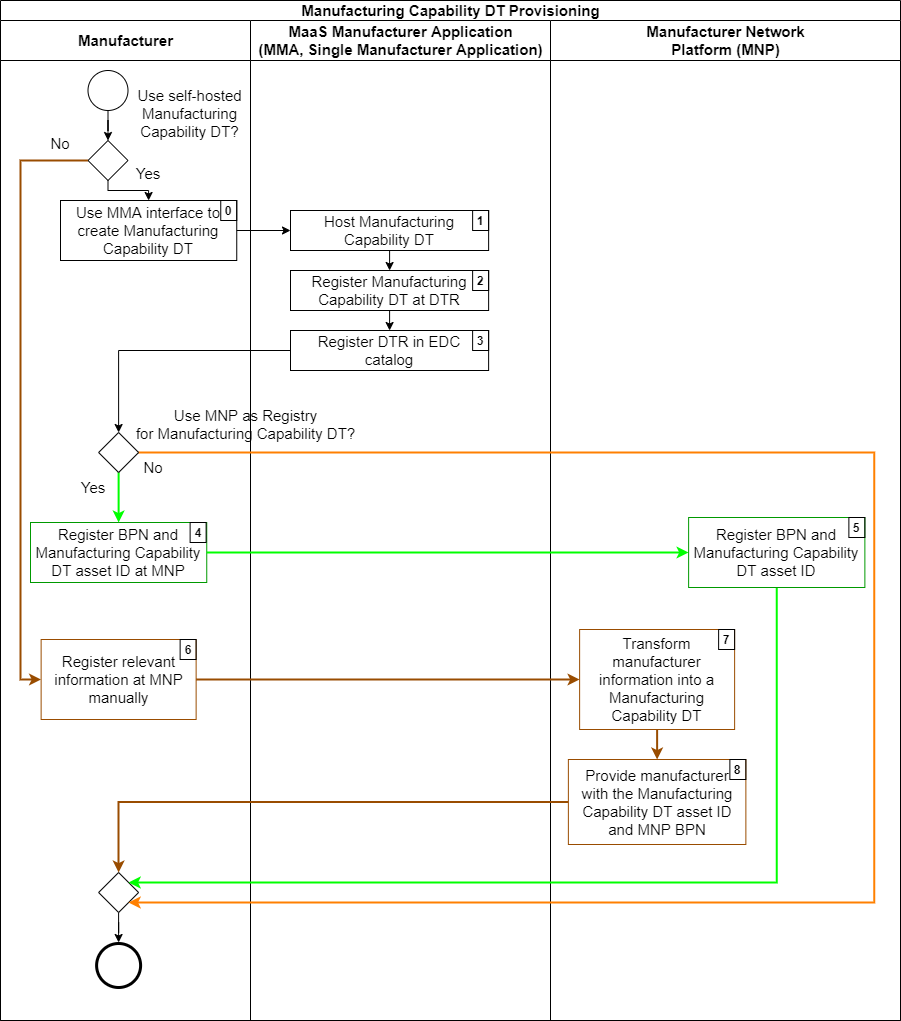 Manufacturing Capability DT Provisioning
Manufacturer
MaaS Manufacturer Application
(MMA, Single Manufacturer Application)
Manufacturer Network
Platform (MNP)
Use self-hosted
Manufacturing
Capability DT?
No
Yes
Use MMA interface to
create Manufacturing
Capability DT
0
Host Manufacturing
Capability DT
1
Register Manufacturing
Capability DT at DTR
2
Register DTR in EDC
catalog
3
Use MNP as Registry
for Manufacturing Capability DT?
No
Yes
Register BPN and
Manufacturing Capability
DT asset ID at MNP
4
Register BPN and
Manufacturing Capability
DT asset ID
5
Register relevant
information at MNP
manually
6
Transform
manufacturer
information into a
Manufacturing
Capability DT
7
Provide manufacturer
with the Manufacturing
Capability DT asset ID
and MNP BPN
8